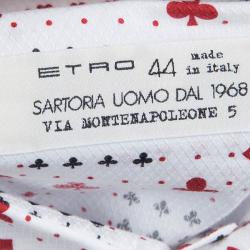 ETRO 44 made in italy
SARTORIA UOMO DAL 1968
VIA MONTENAPOLEONE 5